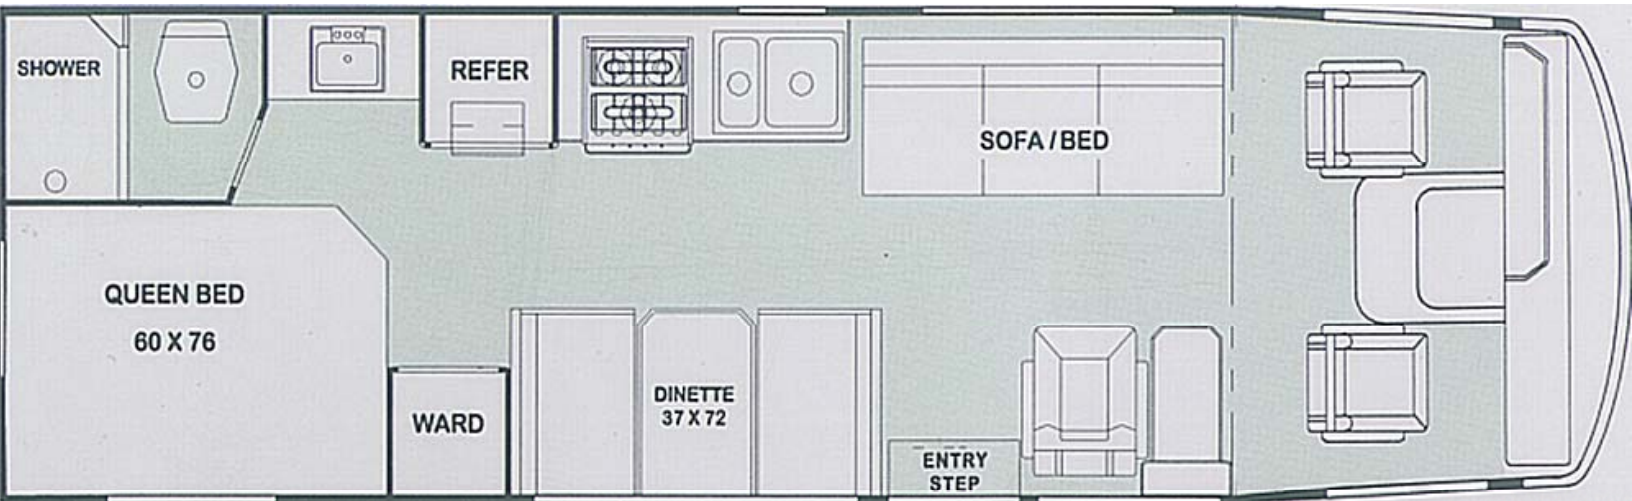 SHOWER
REFER
SOFA / BED
QUEEN BED
60 X 76
WARD
DINETTE
37 X 72
ENTRY
STEP